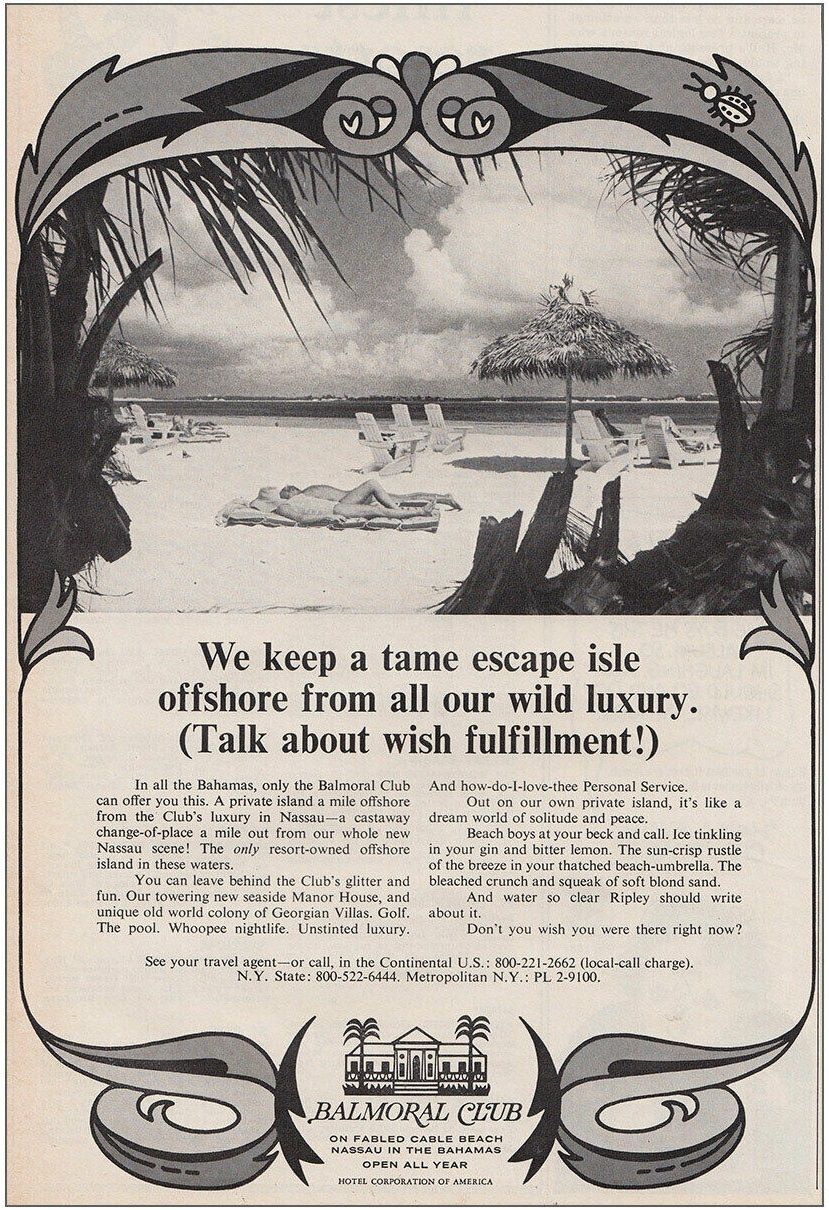 We keep a tame escape isle
offshore from all our wild luxury.
(Talk about wish fulfillment!)
In all the Bahamas, only the Balmoral Club
can offer you this. A private island a mile offshore
from the Club's luxury in Nassau—a castaway
change-of-place a mile out from our whole new
Nassau scene! The only resort-owned offshore
island in these waters.
You can leave behind the Club's glitter and
fun. Our towering new seaside Manor House, and
unique old world colony of Georgian Villas. Golf.
The pool. Whoopee nightlife. Unstinted luxury.
And how-do-I-love-thee Personal Service.
Out on our own private island, it's like a
dream world of solitude and peace.
Beach boys at your beck and call. Ice tinkling
in your gin and bitter lemon. The sun-crisp rustle
of the breeze in your thatched beach-umbrella. The
bleached crunch and squeak of soft blond sand.
And water so clear Ripley should write
about it.
Don't you wish you were there right now?
See your travel agent—or call, in the Continental U.S.: 800-221-2662 (local-call charge).
N.Y. State: 800-522-6444. Metropolitan N.Y.: PL 2-9100.
BALMORAL CLUB
ON FABLED CABLE BEACH
NASSAU IN THE BAHAMAS
OPEN ALL YEAR
HOTEL CORPORATION OF AMERICA